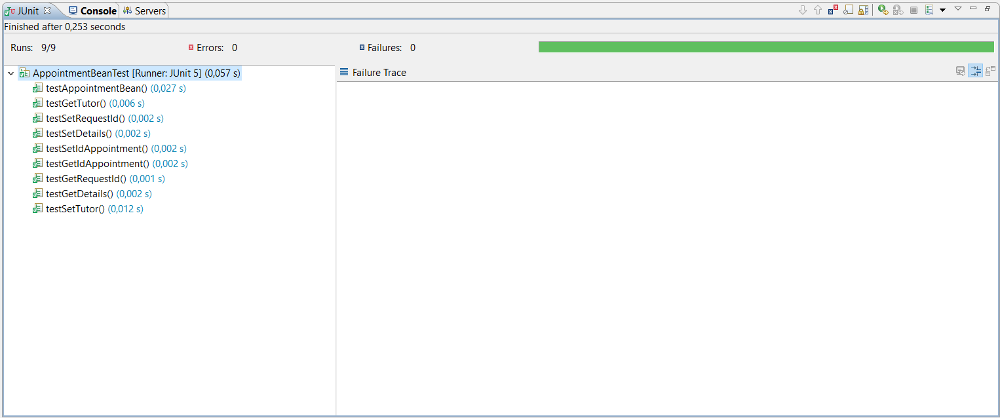 JUnit Console Servers
Finished after 0,253 seconds
Runs: 9/9 Errors: 0 Failures: 0
AppointmentBeanTest [Runner: JUnit 5] (0,057 s)
Failure Trace
testAppointmentBean() (0,027 s)
testGetTutor() (0,006 s)
testSetRequestId() (0,002 s)
testSetDetails() (0,002 s)
testSetIdAppointment() (0,002 s)
testGetIdAppointment() (0,002 s)
testGetRequestId() (0,001 s)
testGetDetails() (0,002 s)
testSetTutor() (0,012 s)